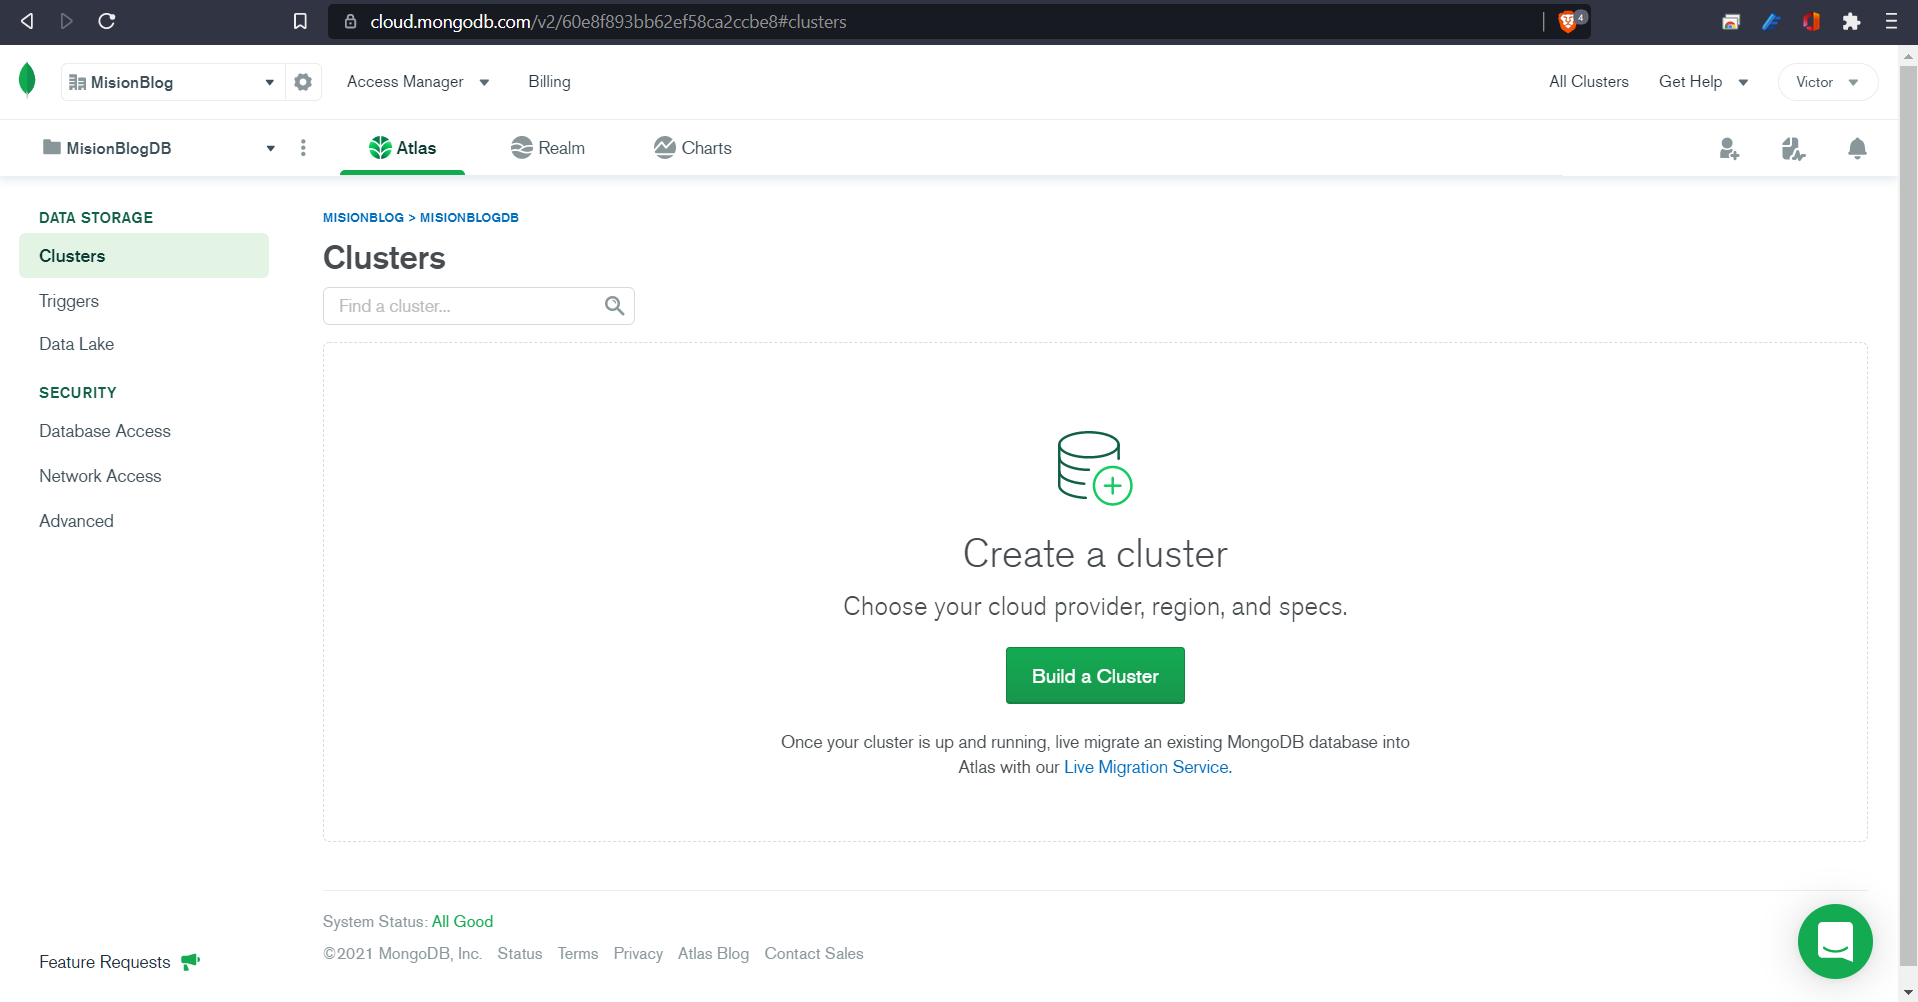 cloud.mongodb.com/v2/60e8f893bb62ef58ca2ccbe8#clusters
4
MisionBlog
Access Manager
Billing
All Clusters
Get Help
Victor
MisionBlogDB
Atlas
Realm
Charts
DATA STORAGE
Clusters
Triggers
Data Lake
SECURITY
Database Access
Network Access
Advanced
Feature Requests
MISIONBLOG > MISIONBLOGDB
Clusters
Find a cluster...
Create a cluster
Choose your cloud provider, region, and specs.
Build a Cluster
Once your cluster is up and running, live migrate an existing MongoDB database into
Atlas with our Live Migration Service.
System Status: All Good
©2021 MongoDB, Inc. Status Terms Privacy Atlas Blog Contact Sales